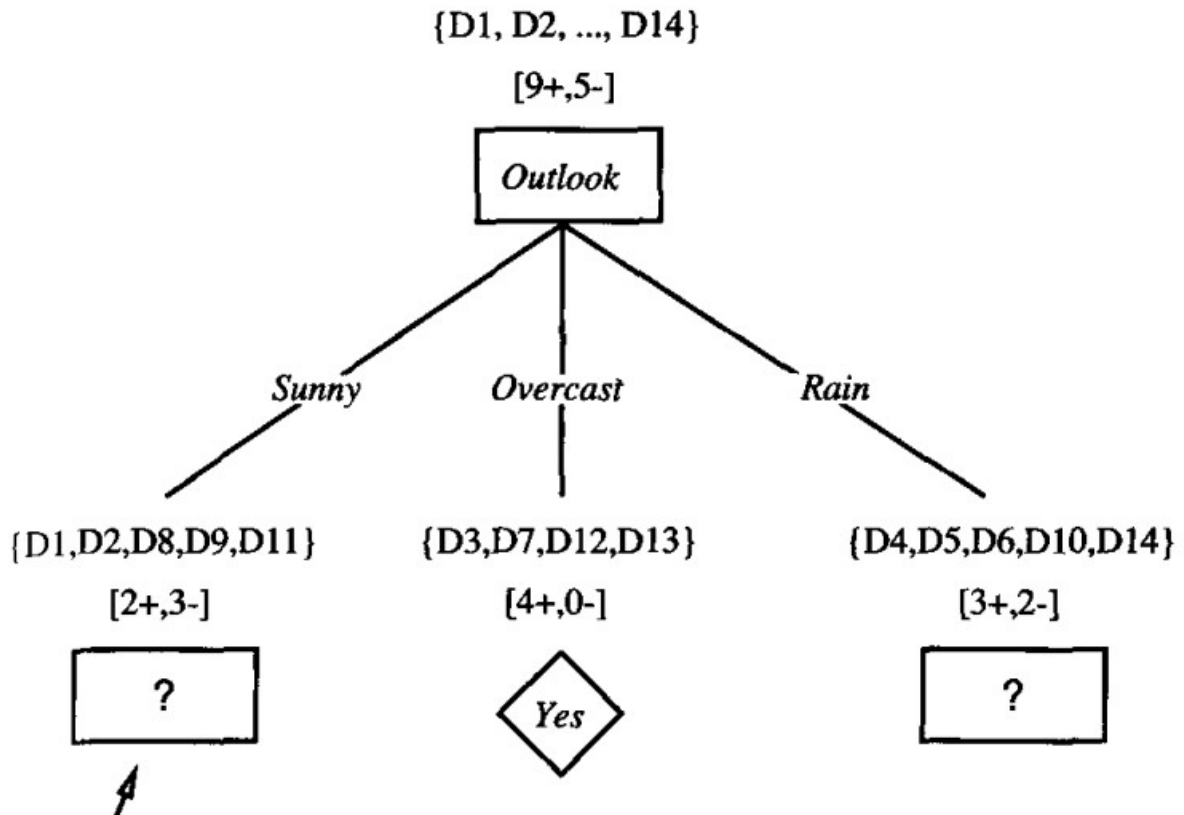 {D1, D2, ..., D14}
[9+,5-]
Outlook
Sunny Overcast Rain
{D1,D2,D8,D9,D11} {D3,D7,D12,D13} {D4,D5,D6,D10,D14}
[2+,3-] [4+,0-] [3+,2-]
? Yes ?